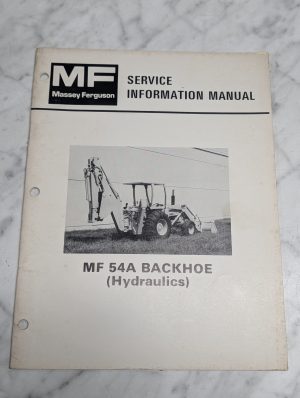 MF
Massey Ferguson
SERVICE
INFORMATION MANUAL
MF 54A BACKHOE
(Hydraulics)